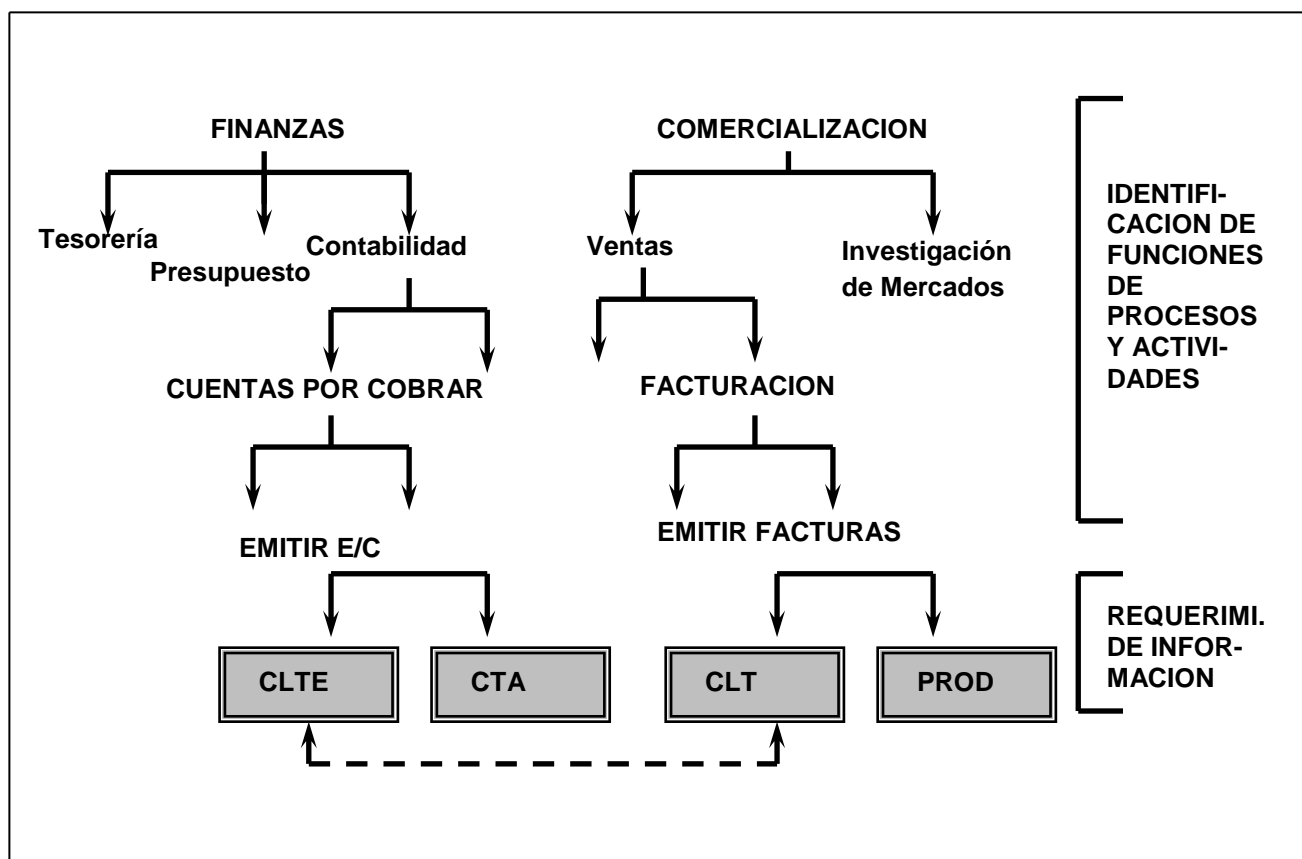 FINANZAS
COMERCIALIZACION
Tesorería
Presupuesto
Contabilidad
Ventas
Investigación
de Mercados
CUENTAS POR COBRAR
FACTURACION
EMITIR E/C
EMITIR FACTURAS
CLTE
CTA
CLT
PROD
IDENTIFI-
CACION DE
FUNCIONES
DE
PROCESOS
Y ACTIVI-
DADES
REQUERIMI.
DE INFOR-
MACION